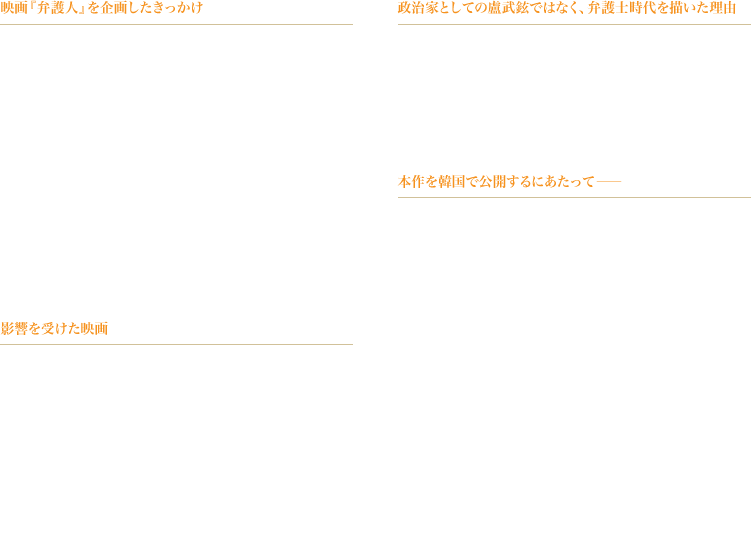 映画『弁護人』を企画したきっかけ
影響を受けた映画
政治家としての盧武鉉ではなく、弁護士時代を描いた理由
本作を韓国で公開するにあたって──